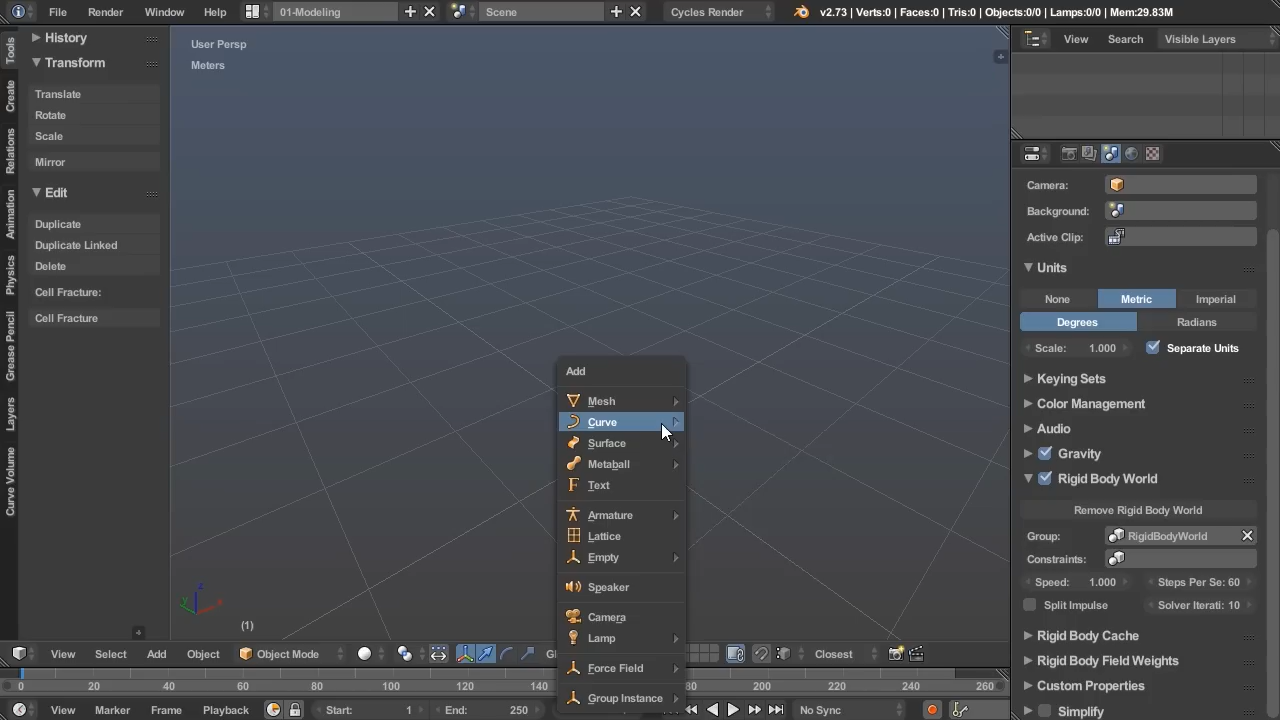 File Render Window Help 01-Modeling Scene Cycles Render v2.73 | Verts:0 | Faces:0 | Tris:0 | Objects:0/0 | Lamps:0/0 | Mem:29.83M
Tools
Create
Relations
Animation
Physics
Grease Pencil
Layers
Curve Volume
History
Transform
Translate
Rotate
Scale
Mirror
Edit
Duplicate
Duplicate Linked
Delete
Cell Fracture:
Cell Fracture
User Persp
Meters
Add
Mesh
Curve
Surface
Metaball
Text
Armature
Lattice
Empty
Speaker
Camera
Lamp
Force Field
Group Instance
z
y
x
(1)
View Search Visible Layers
Camera:
Background:
Active Clip:
Units
None Metric Imperial
Degrees Radians
Scale: 1.000 Separate Units
Keying Sets
Color Management
Audio
Gravity
Rigid Body World
Remove Rigid Body World
Group: RigidBodyWorld
Constraints:
Speed: 1.000 Steps Per Se: 60
Split Impulse Solver Iterati: 10
Rigid Body Cache
Rigid Body Field Weights
Custom Properties
Simplify
View Select Add Object Object Mode Gl Closest
0 20 40 60 80 100 120 140 80 200 220 240 260
View Marker Frame Playback Start: 1 End: 250 No Sync